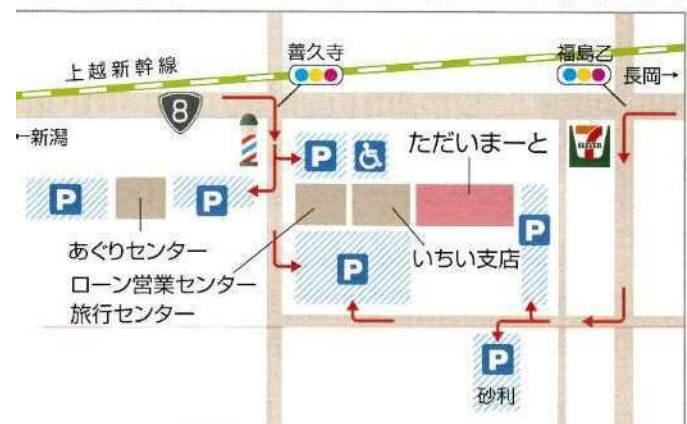 上越新幹線
善久寺
福島乙
長岡→
8
←新潟
P
ただいまーと
7
ELEVEN
P
P
P
あぐりセンター
P
いちい支店
ローン営業センター
旅行センター
P
P
砂利